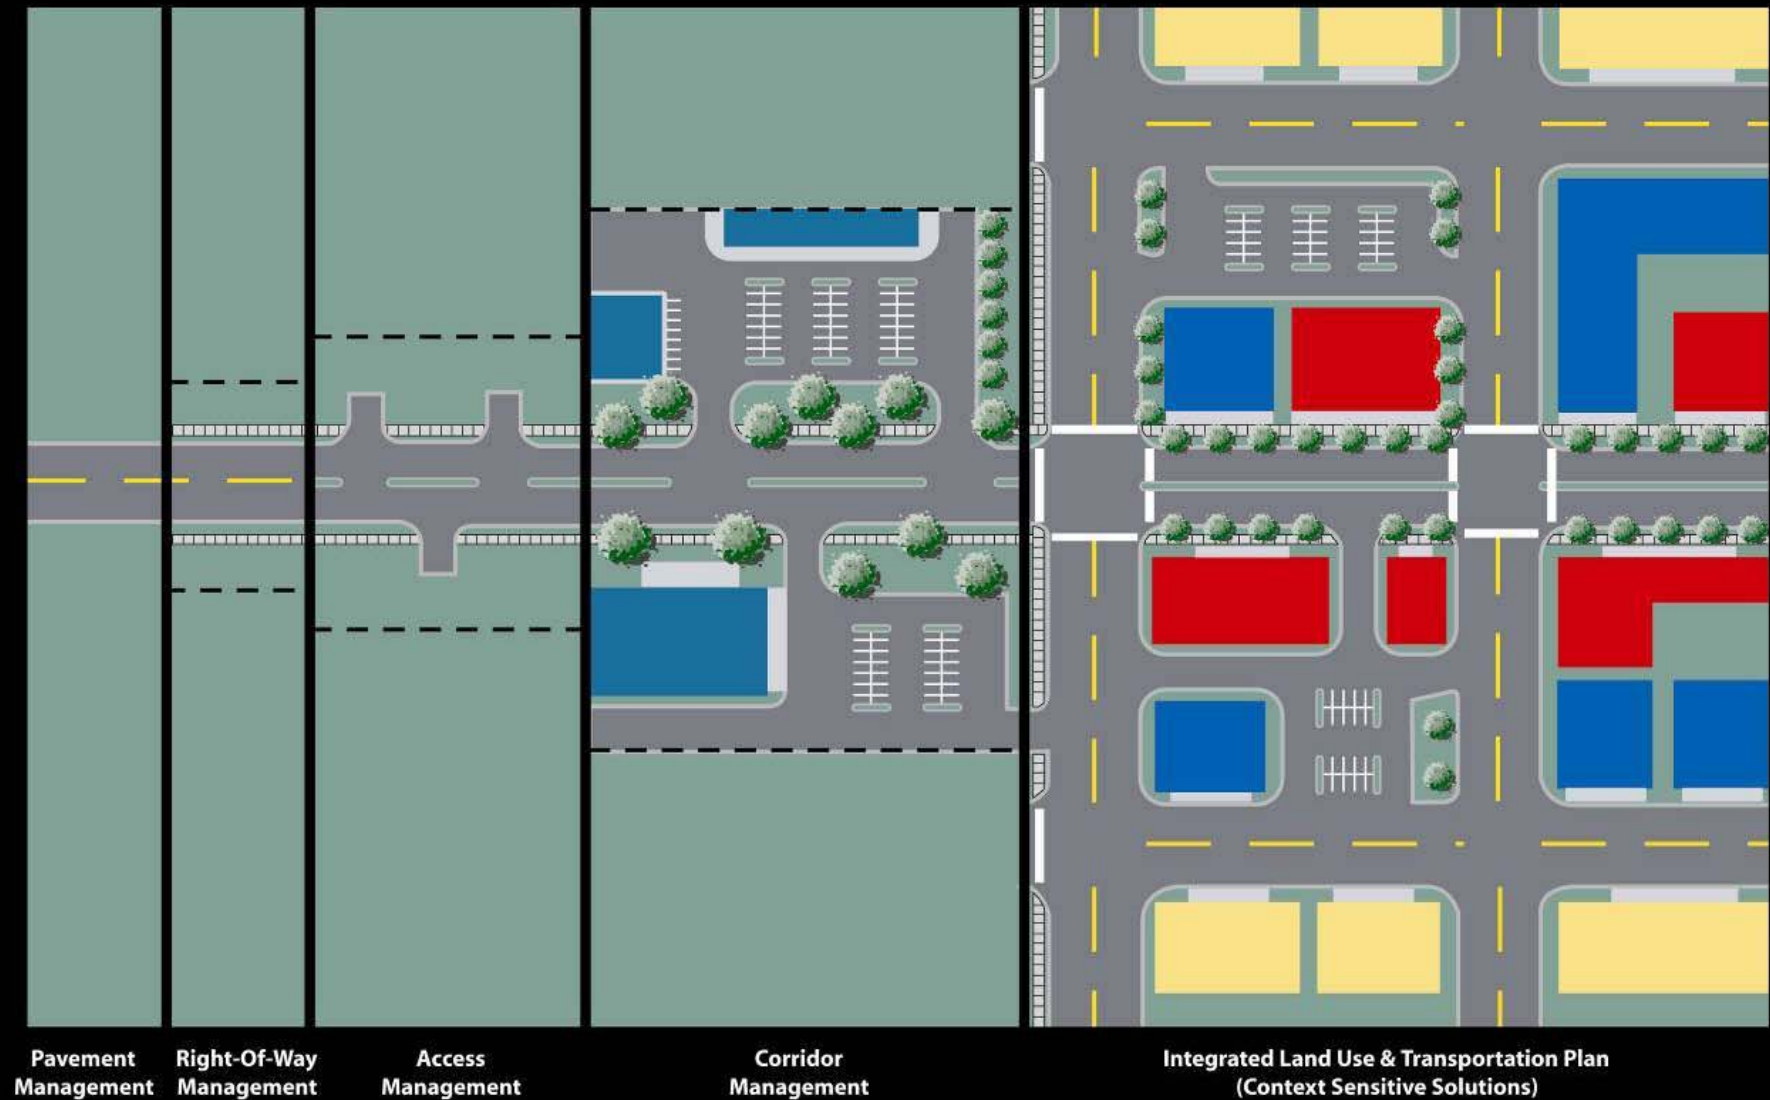 Pavement
Management
Right-Of-Way
Management
Access
Management
Corridor
Management
Integrated Land Use & Transportation Plan
(Context Sensitive Solutions)